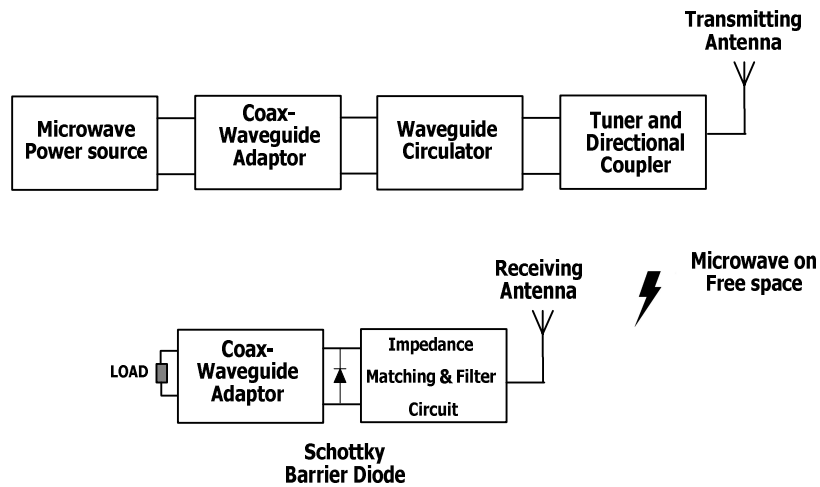 Transmitting
Antenna
Microwave
Power source
Coax-
Waveguide
Adaptor
Waveguide
Circulator
Tuner and
Directional
Coupler
Microwave on
Free space
Receiving
Antenna
LOAD
Coax-
Waveguide
Adaptor
Impedance
Matching & Filter
Circuit
Schottky
Barrier Diode